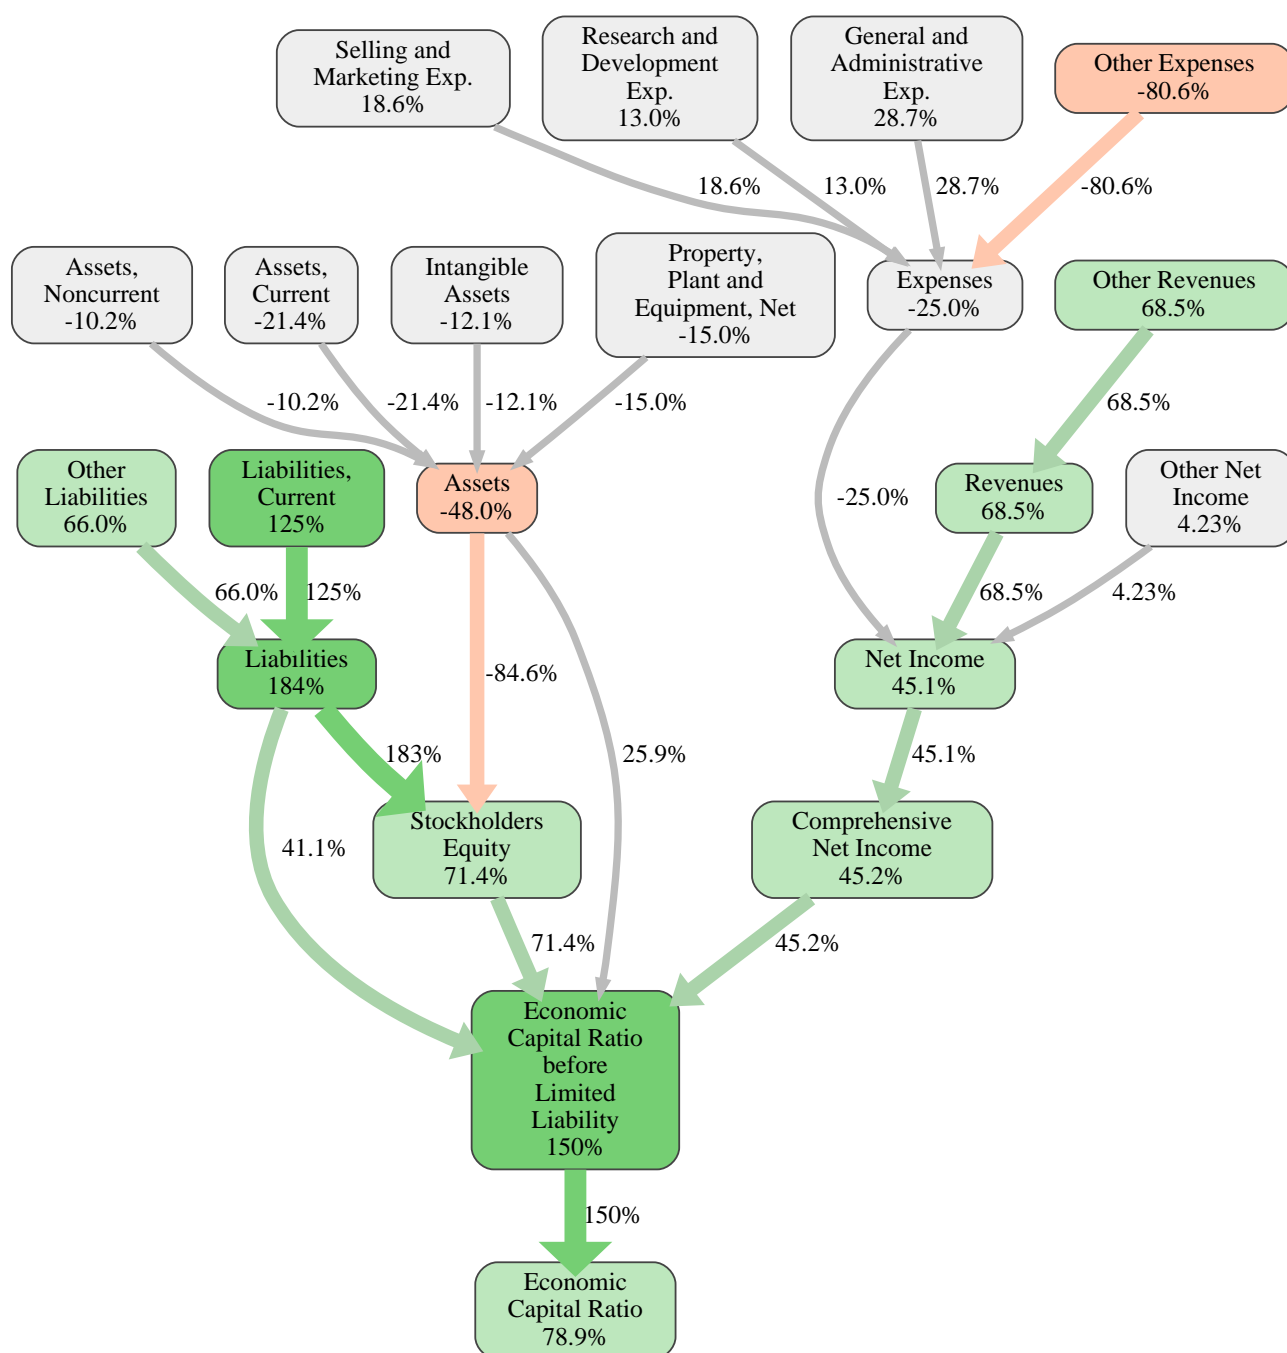 Selling and
Marketing Exp.
18.6%
Research and
Development
Exp.
13.0%
General and
Administrative
Exp.
28.7%
Other Expenses
-80.6%
18.6%
13.0%
28.7%
-80.6%
Assets,
Noncurrent
-10.2%
Assets,
Current
-21.4%
Intangible
Assets
-12.1%
Property,
Plant and
Equipment, Net
-15.0%
Expenses
-25.0%
Other Revenues
68.5%
-10.2%
-21.4%
-12.1%
-15.0%
68.5%
Other
Liabilities
66.0%
Liabilities,
Current
125%
Assets
-48.0%
-25.0%
Revenues
68.5%
Other Net
Income
4.23%
66.0%
125%
68.5%
4.23%
Liabilities
184%
-84.6%
Net Income
45.1%
183%
25.9%
45.1%
41.1%
Stockholders
Equity
71.4%
Comprehensive
Net Income
45.2%
71.4%
45.2%
Economic
Capital Ratio
before
Limited
Liability
150%
150%
Economic
Capital Ratio
78.9%